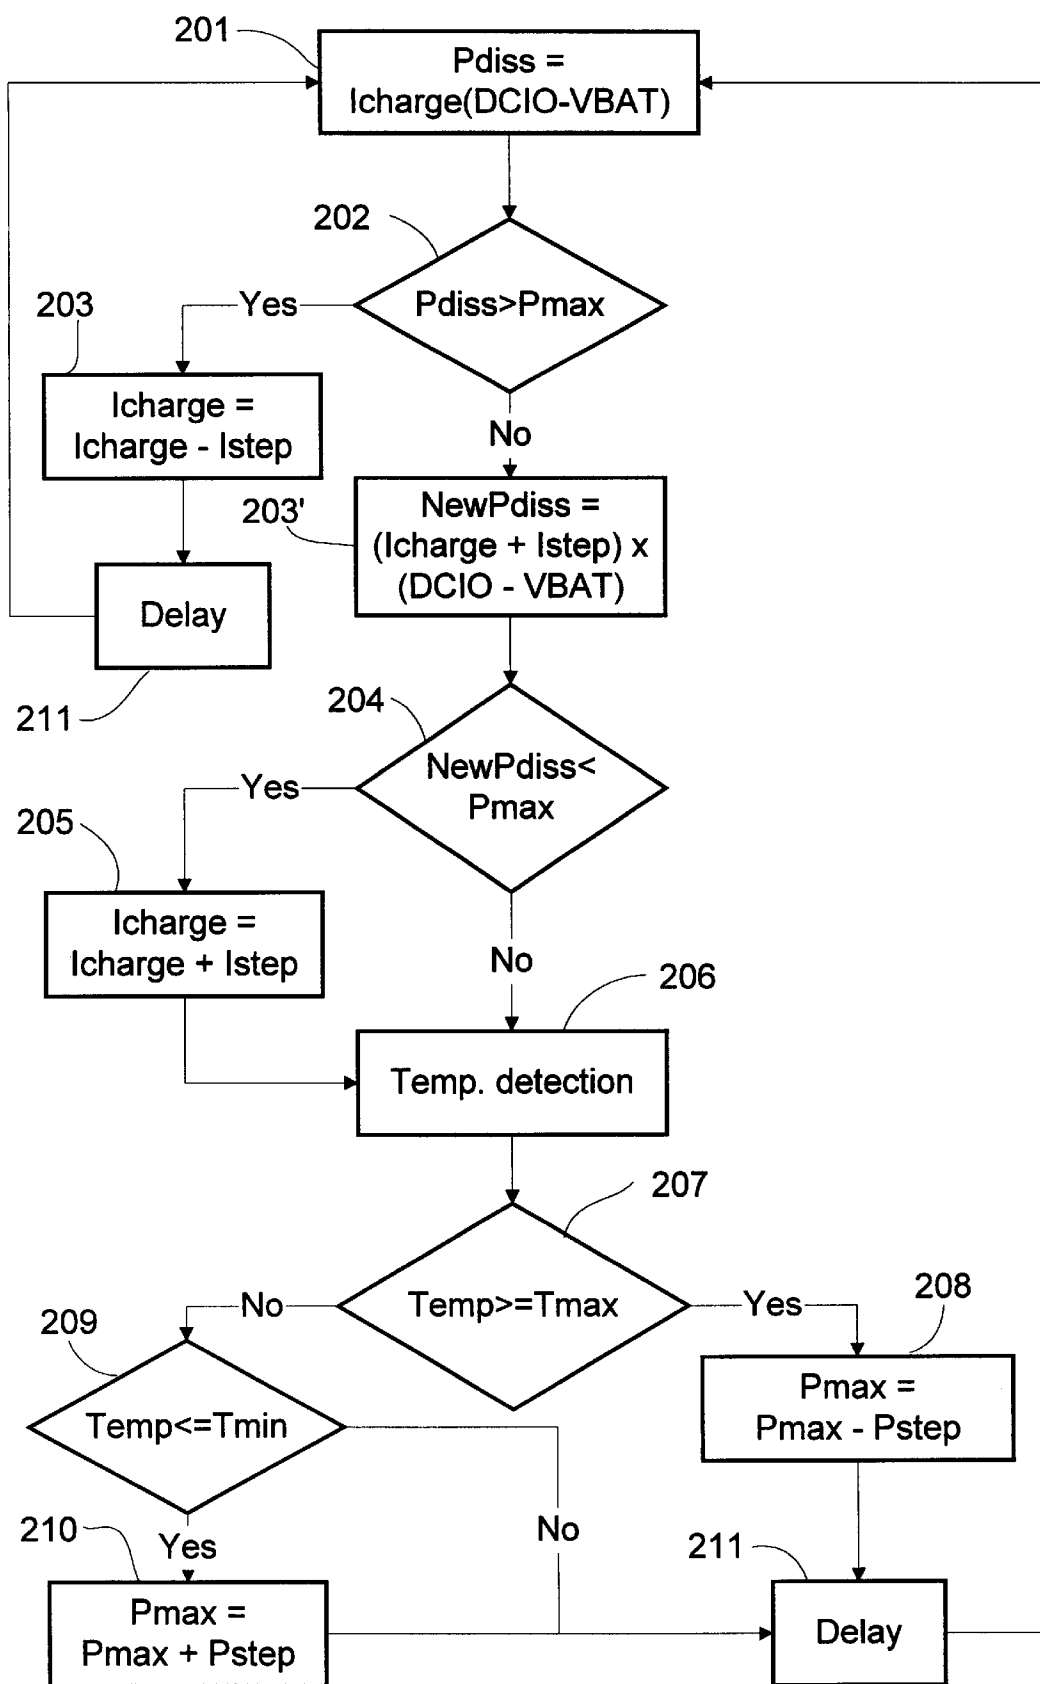 201
Pdiss =
Icharge(DCIO-VBAT)
202
Pdiss>Pmax
Yes
203
Icharge =
Icharge - Istep
No
203'
NewPdiss =
(Icharge + Istep) x
(DCIO - VBAT)
Delay
211
204
NewPdiss<
Pmax
Yes
205
Icharge =
Icharge + Istep
No
206
Temp. detection
207
Temp>=Tmax
No
Yes
208
209
Pmax =
Pmax - Pstep
Temp<=Tmin
No
Yes
210
211
Pmax =
Pmax + Pstep
Delay